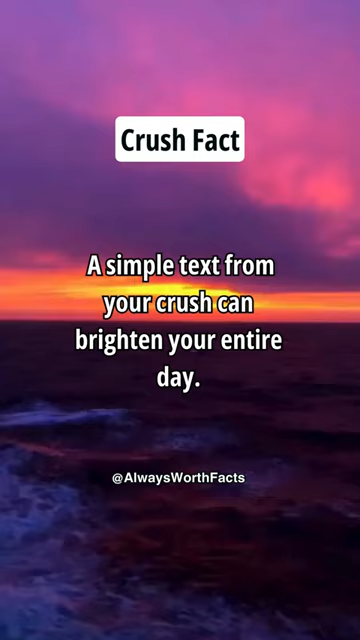 Crush Fact
A simple text from
your crush can
brighten your entire
day.
@AlwaysWorthFacts